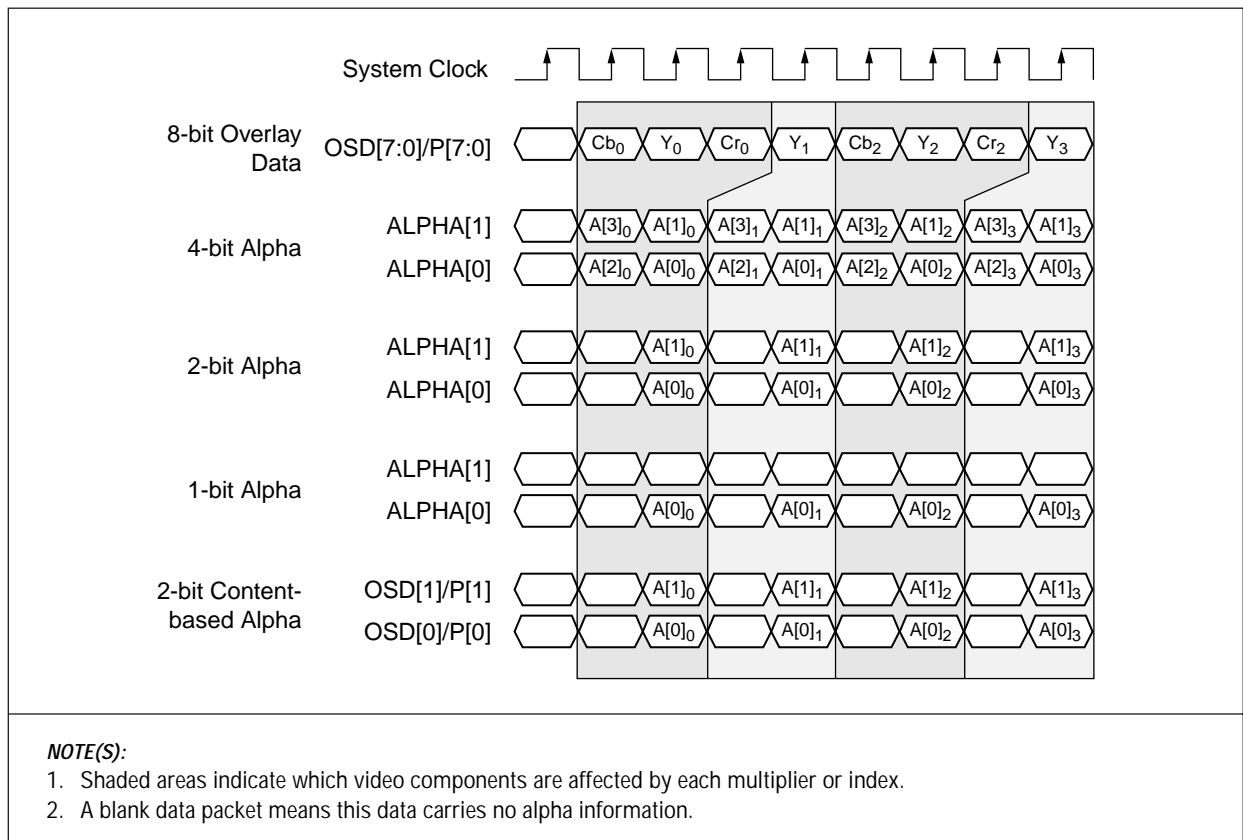 System Clock
8-bit Overlay
Data
OSD[7:0]/P[7:0] Cb0 Y0 Cr0 Y1 Cb2 Y2 Cr2 Y3
4-bit Alpha
ALPHA[1] A[3]0 A[1]0 A[3]1 A[1]1 A[3]2 A[1]2 A[3]3 A[1]3
ALPHA[0] A[2]0 A[0]0 A[2]1 A[0]1 A[2]2 A[0]2 A[2]3 A[0]3
2-bit Alpha
ALPHA[1] A[1]0 A[1]1 A[1]2 A[1]3
ALPHA[0] A[0]0 A[0]1 A[0]2 A[0]3
1-bit Alpha
ALPHA[1]
ALPHA[0] A[0]0 A[0]1 A[0]2 A[0]3
2-bit Content-
based Alpha
OSD[1]/P[1] A[1]0 A[1]1 A[1]2 A[1]3
OSD[0]/P[0] A[0]0 A[0]1 A[0]2 A[0]3
NOTE(S):
1. Shaded areas indicate which video components are affected by each multiplier or index.
2. A blank data packet means this data carries no alpha information.